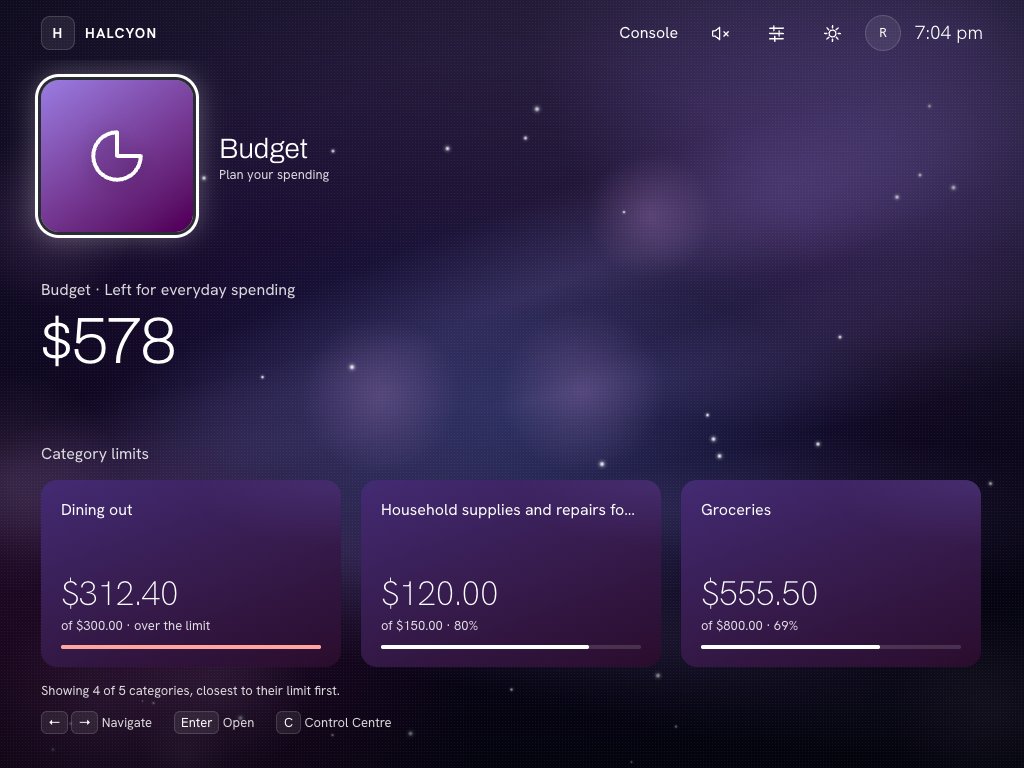 H HALCYON
Console
R
7:04 pm
Budget
Plan your spending
Budget · Left for everyday spending
$578
Category limits
Dining out
$312.40
of $300.00 · over the limit
Household supplies and repairs fo…
$120.00
of $150.00 · 80%
Groceries
$555.50
of $800.00 · 69%
Showing 4 of 5 categories, closest to their limit first.
← → Navigate Enter Open C Control Centre